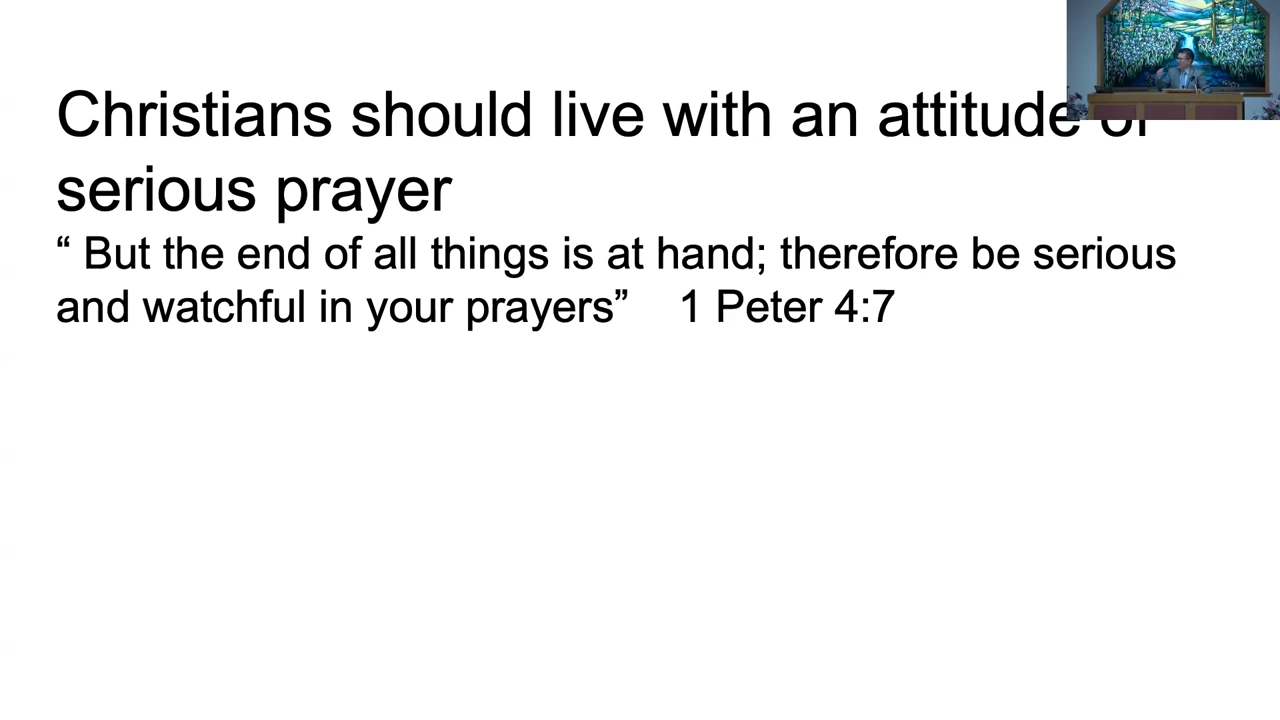 Christians should live with an attitude of
serious prayer
“ But the end of all things is at hand; therefore be serious
and watchful in your prayers” 1 Peter 4:7